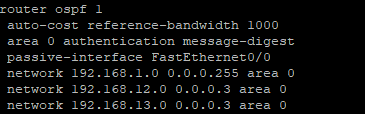 router ospf 1
auto-cost reference-bandwidth 1000
area 0 authentication message-digest
passive-interface FastEthernet0/0
network 192.168.1.0 0.0.0.255 area 0
network 192.168.12.0 0.0.0.3 area 0
network 192.168.13.0 0.0.0.3 area 0